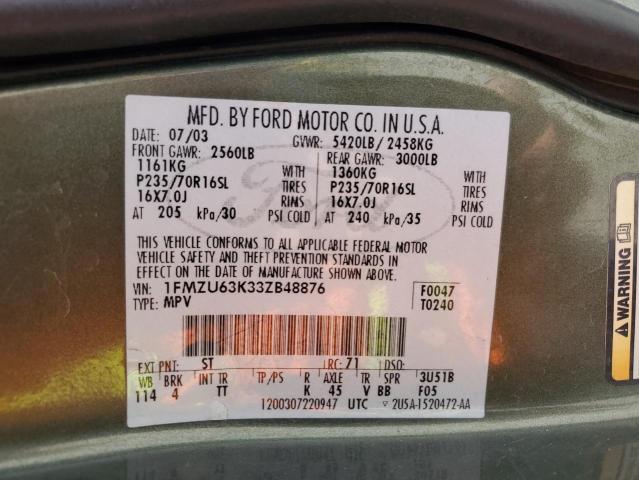 MFD. BY FORD MOTOR CO. IN U.S.A.
DATE: 07/03 GVWR: 5420LB / 2458KG
FRONT GAWR: 2560LB REAR GAWR: 3000LB
1161KG WITH 1360KG WITH
P235/70R16SL TIRES P235/70R16SL TIRES
16X7.0J RIMS 16X7.0J RIMS
AT 205 kPa/30 PSI COLD AT 240 kPa/35 PSI COLD
THIS VEHICLE CONFORMS TO ALL APPLICABLE FEDERAL MOTOR
VEHICLE SAFETY AND THEFT PREVENTION STANDARDS IN
EFFECT ON THE DATE OF MANUFACTURE SHOWN ABOVE.
VIN: 1FMZU63K33ZB48876 F0047
TYPE: MPV T0240
EXT PNT: ST RC: 71 DSO:
WB BRK INT TR TP/PS R AXLE TR SPR 3U51B
114 4 TT K 45 V BB F05
1200307220947 UTC 2U5A-1520472-AA
Ford
WARNING